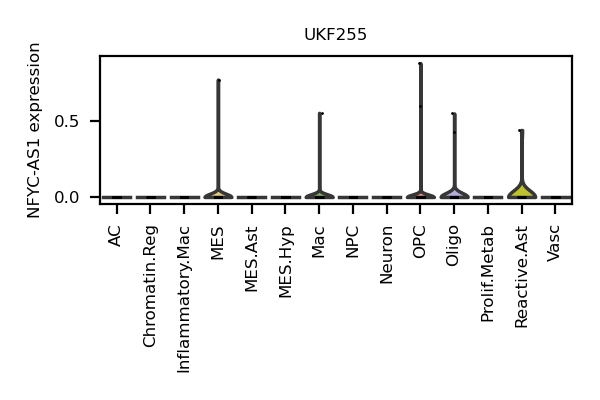 UKF255
NFYC-AS1 expression
0.5
0.0
AC
Chromatin.Reg
Inflammatory.Mac
MES
MES.Ast
MES.Hyp
Mac
NPC
Neuron
OPC
Oligo
Prolif.Metab
Reactive.Ast
Vasc